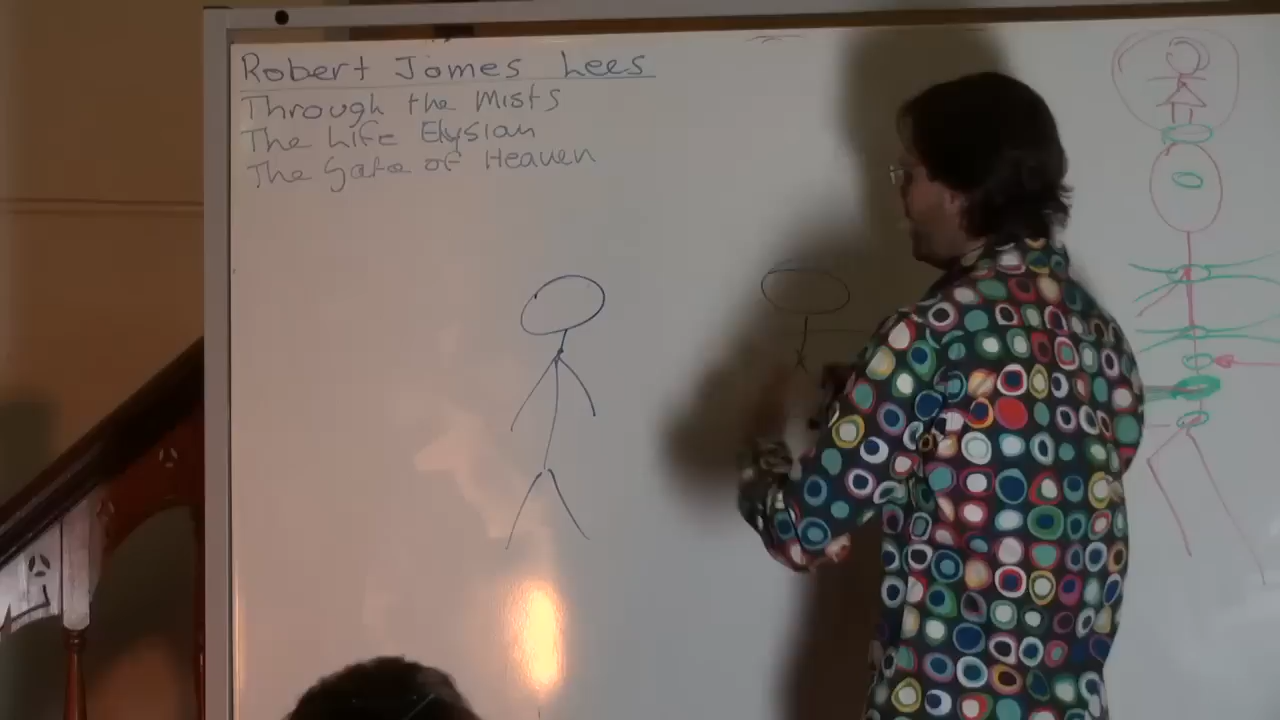 Robert James Lees
Through the Mists
The Life Elysian
The Gate of Heaven